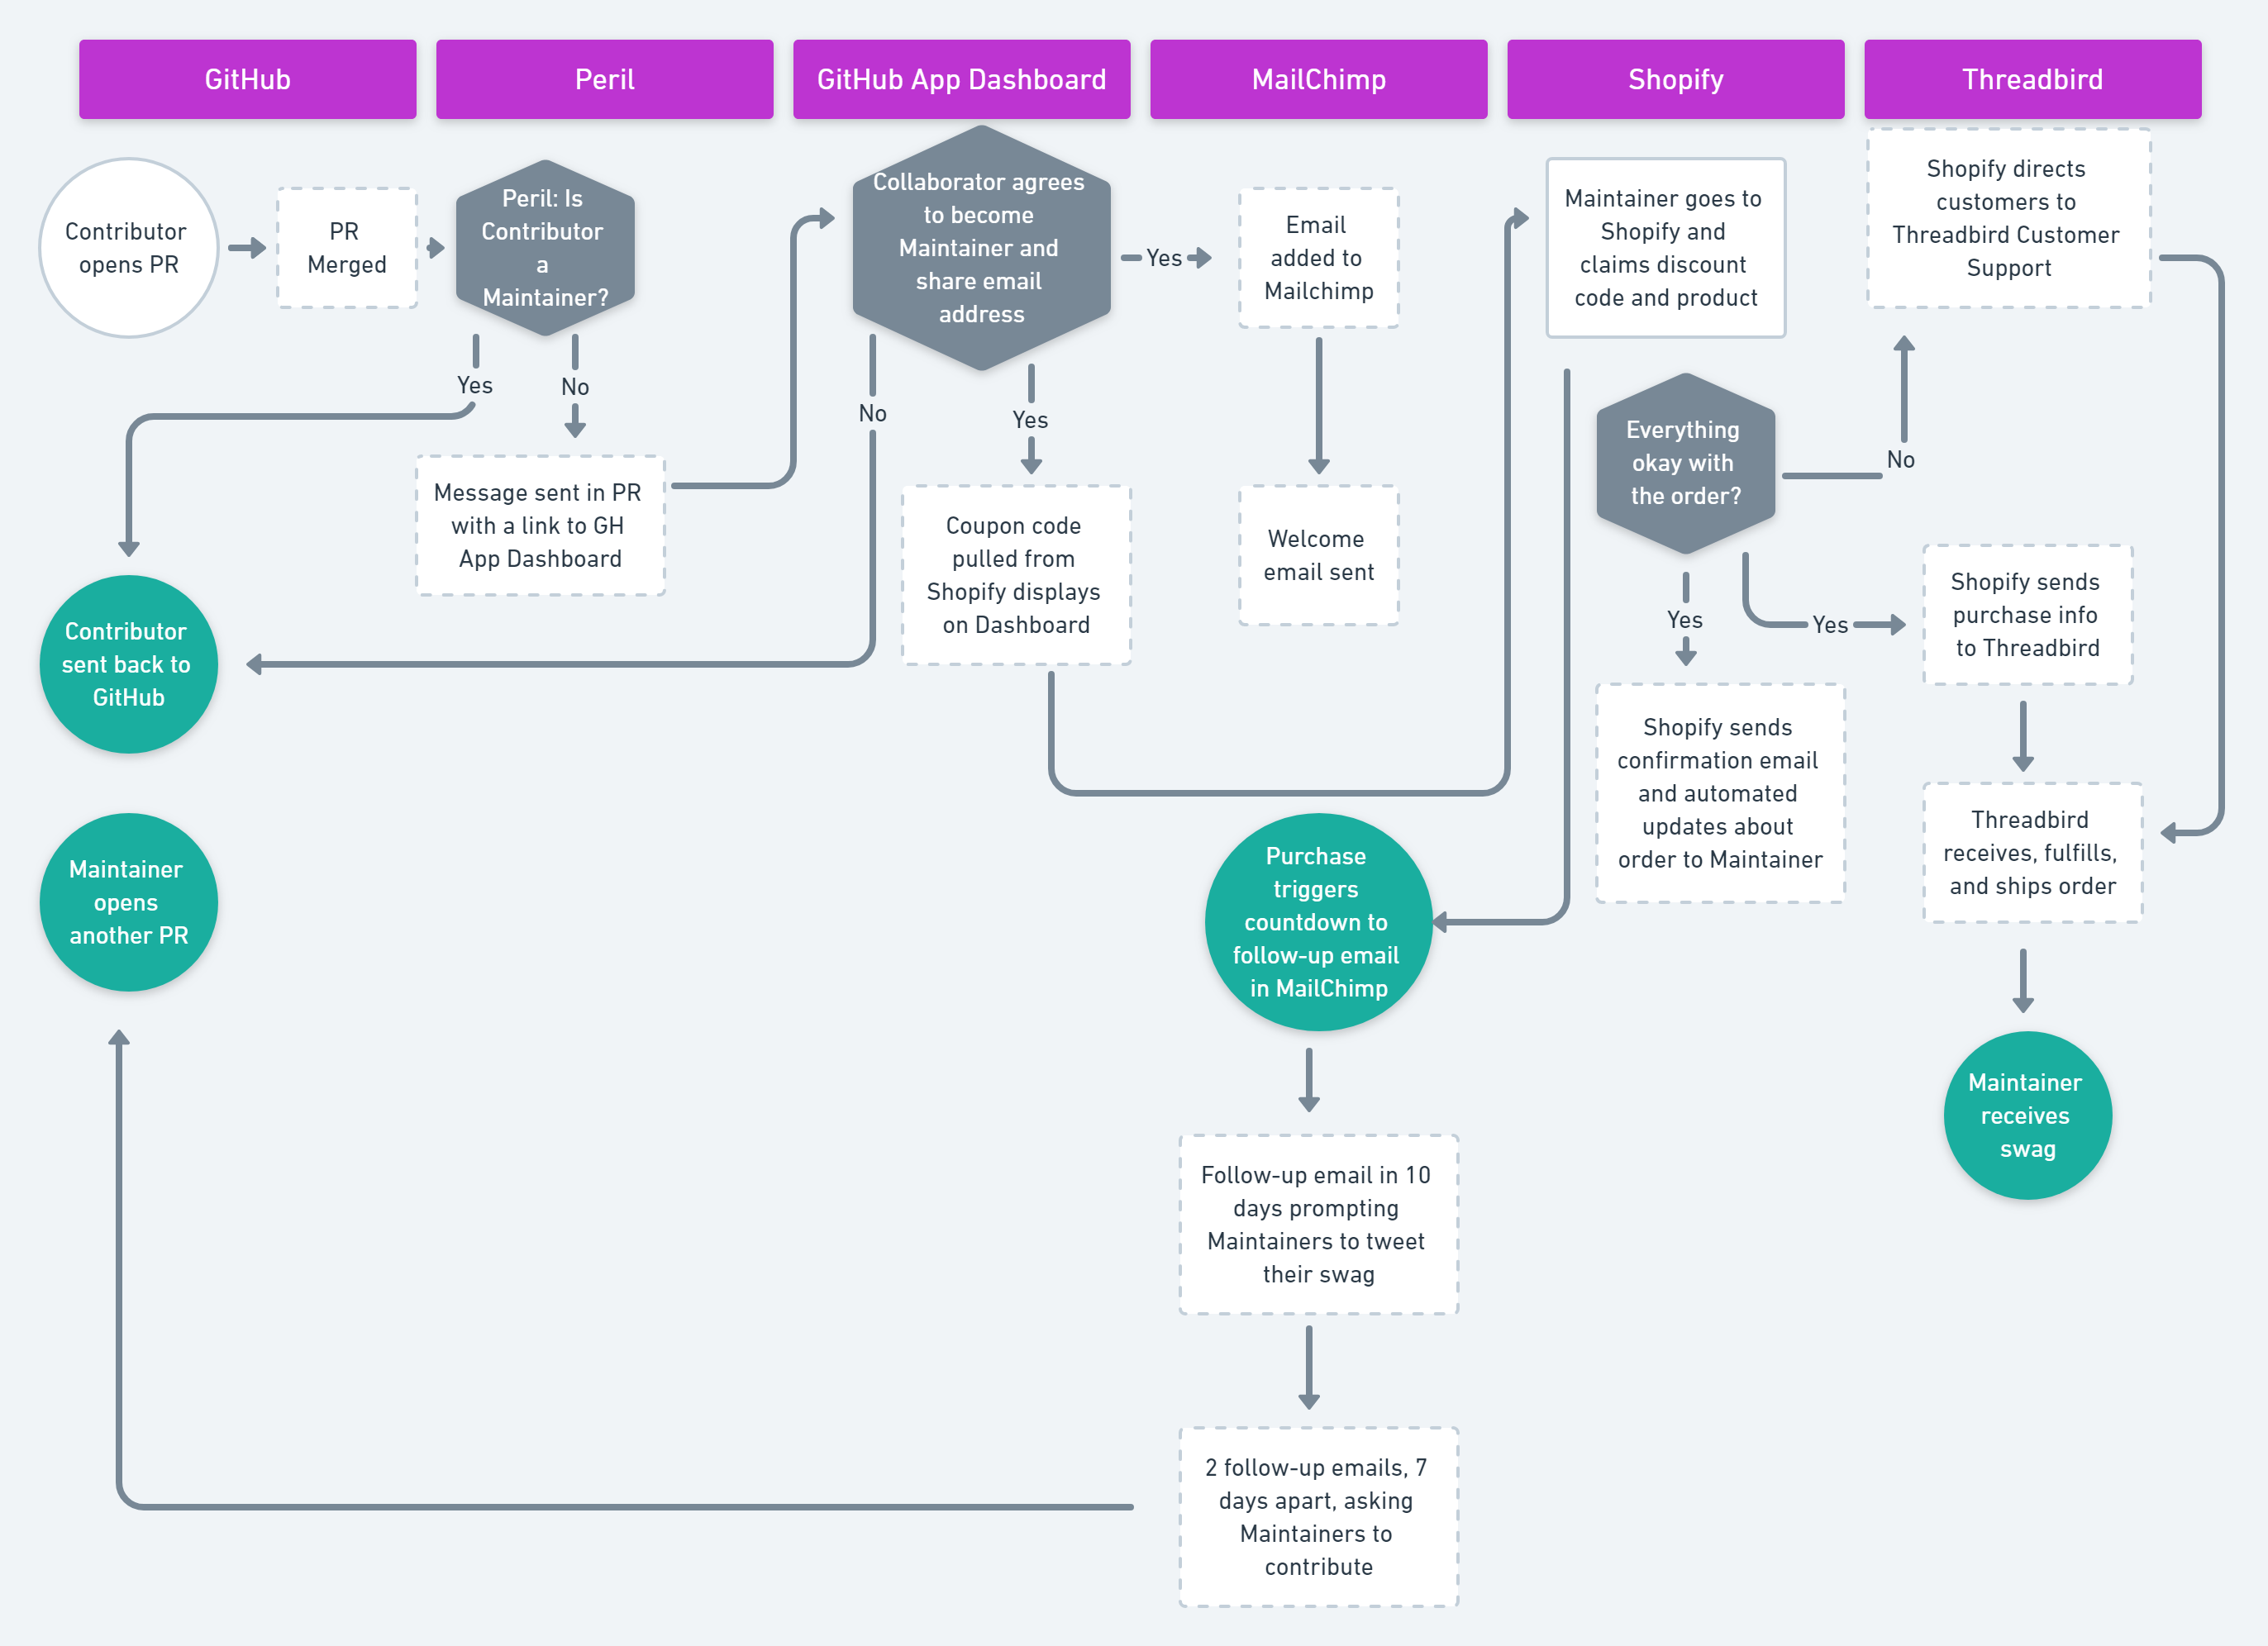 GitHub
Peril
GitHub App Dashboard
MailChimp
Shopify
Threadbird
Contributor
opens PR
PR
Merged
Peril: Is
Contributor
a
Maintainer?
Yes
No
Message sent in PR
with a link to GH
App Dashboard
Contributor
sent back to
GitHub
Maintainer
opens
another PR
Collaborator agrees
to become
Maintainer and
share email
address
No
Yes
Yes
Coupon code
pulled from
Shopify displays
on Dashboard
Email
added to
Mailchimp
Welcome
email sent
Purchase
triggers
countdown to
follow-up email
in MailChimp
Follow-up email in 10
days prompting
Maintainers to tweet
their swag
2 follow-up emails, 7
days apart, asking
Maintainers to
contribute
Maintainer goes to
Shopify and
claims discount
code and product
Everything
okay with
the order?
No
Yes
Yes
Shopify sends
confirmation email
and automated
updates about
order to Maintainer
Shopify directs
customers to
Threadbird Customer
Support
Shopify sends
purchase info
to Threadbird
Threadbird
receives, fulfills,
and ships order
Maintainer
receives
swag